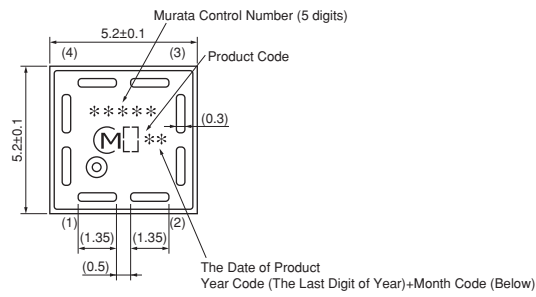 Murata Control Number (5 digits)
5.2±0.1
(4)
(3)
Product Code
*****
(0.3)
5.2±0.1
M
**
(1)
(2)
(1.35)
(1.35)
(0.5)
The Date of Product
Year Code (The Last Digit of Year)+Month Code (Below)